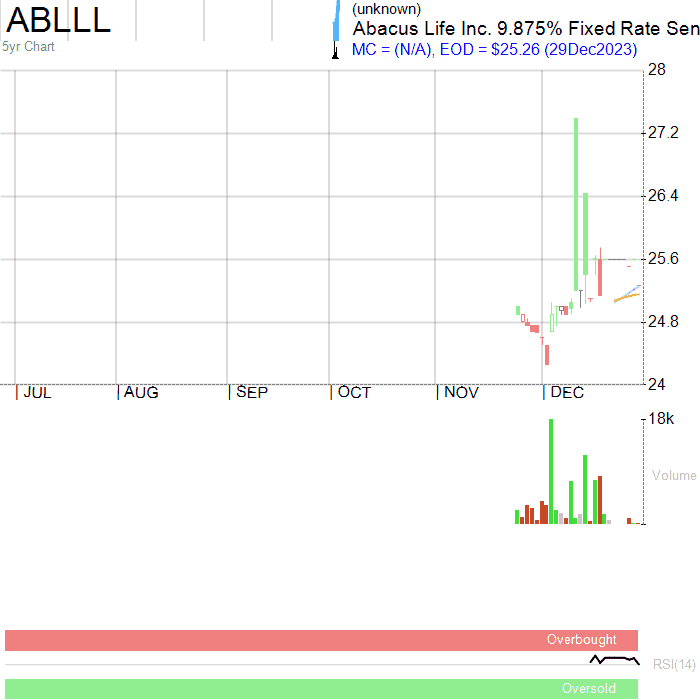 ABLLL
(unknown)
Abacus Life Inc. 9.875% Fixed Rate Sen
5yr Chart
MC = (N/A), EOD = $25.26 (29Dec2023)
28
27.2
26.4
25.6
24.8
24
JUL AUG SEP OCT NOV DEC
18k
Volume
Overbought
RSI(14)
Oversold